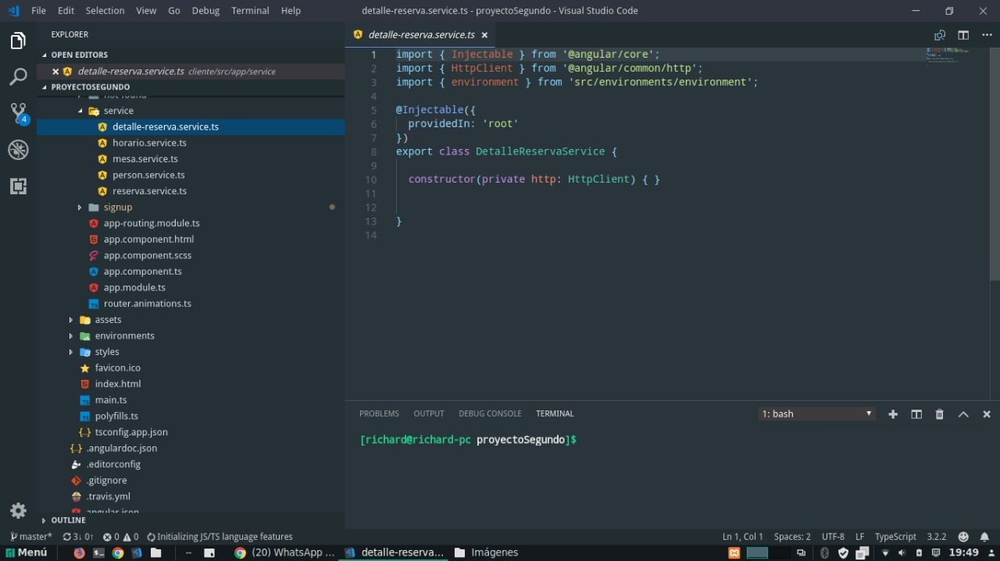 File Edit Selection View Go Debug Terminal Help
detalle-reserva.service.ts - proyectoSegundo - Visual Studio Code
EXPLORER
OPEN EDITORS
detalle-reserva.service.ts cliente/src/app/service
PROYECTOSEGUNDO
not-found
service
detalle-reserva.service.ts
horario.service.ts
mesa.service.ts
person.service.ts
reserva.service.ts
signup
app-routing.module.ts
app.component.html
app.component.scss
app.component.ts
app.module.ts
router.animations.ts
assets
environments
styles
favicon.ico
index.html
main.ts
polyfills.ts
tsconfig.app.json
.angulardoc.json
.editorconfig
.gitignore
.travis.yml
angular.json
OUTLINE
4
detalle-reserva.service.ts
1 import { Injectable } from '@angular/core';
2 import { HttpClient } from '@angular/common/http';
3 import { environment } from 'src/environments/environment';
4
5 @Injectable({
6 providedIn: 'root'
7 })
8 export class DetalleReservaService {
9
10 constructor(private http: HttpClient) { }
11
12
13 }
14
PROBLEMS OUTPUT DEBUG CONSOLE TERMINAL
1: bash
[richard@richard-pc proyectoSegundo]$
master* 3↓ 0↑ 0 0 Initializing JS/TS language features
Ln 1, Col 1 Spaces: 2 UTF-8 LF TypeScript 3.2.2
Menú
(20) WhatsApp ...
detalle-reserva...
Imágenes
19:49